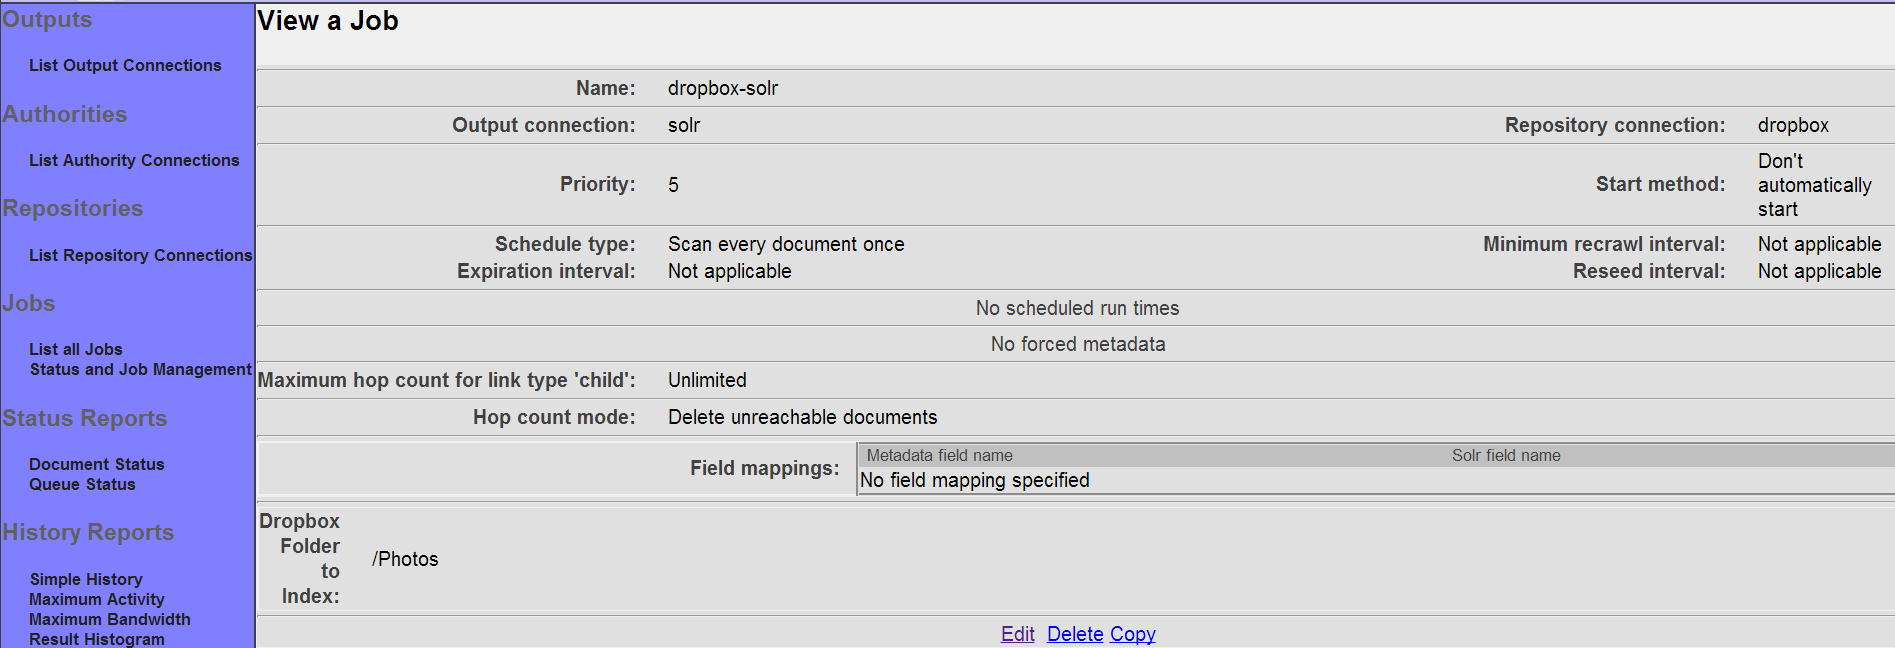 Outputs
List Output Connections
Authorities
List Authority Connections
Repositories
List Repository Connections
Jobs
List all Jobs
Status and Job Management
Status Reports
Document Status
Queue Status
History Reports
Simple History
Maximum Activity
Maximum Bandwidth
Result Histogram
View a Job
Name: dropbox-solr
Output connection: solr Repository connection: dropbox
Priority: 5 Start method: Don't
automatically
start
Schedule type: Scan every document once Minimum recrawl interval: Not applicable
Expiration interval: Not applicable Reseed interval: Not applicable
No scheduled run times
No forced metadata
Maximum hop count for link type 'child': Unlimited
Hop count mode: Delete unreachable documents
Field mappings: Metadata field name Solr field name
No field mapping specified
Dropbox
Folder
to
Index: /Photos
Edit Delete Copy